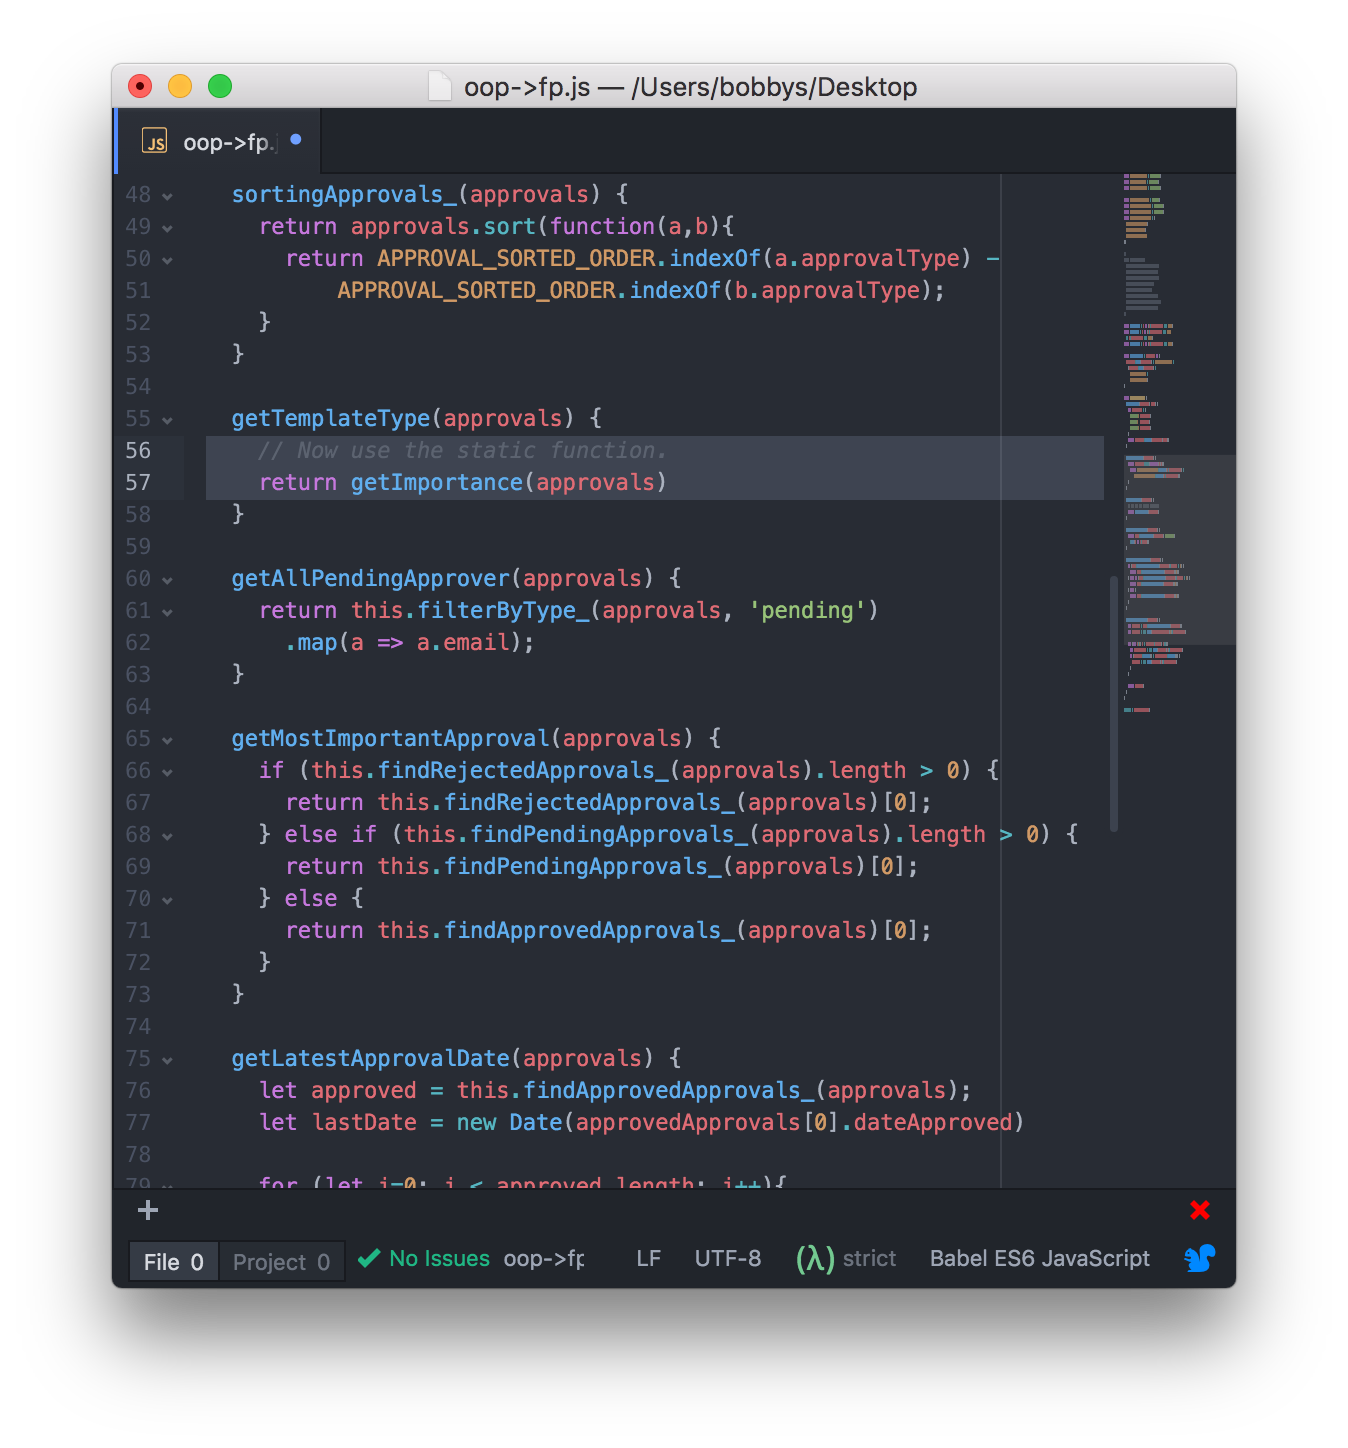 oop->fp.js — /Users/bobbys/Desktop
JS oop->fp.j
48 sortingApprovals_(approvals) {
49 return approvals.sort(function(a,b){
50 return APPROVAL_SORTED_ORDER.indexOf(a.approvalType) -
51 APPROVAL_SORTED_ORDER.indexOf(b.approvalType);
52 }
53 }
54
55 getTemplateType(approvals) {
56 // Now use the static function.
57 return getImportance(approvals)
58 }
59
60 getAllPendingApprover(approvals) {
61 return this.filterByType_(approvals, 'pending')
62 .map(a => a.email);
63 }
64
65 getMostImportantApproval(approvals) {
66 if (this.findRejectedApprovals_(approvals).length > 0) {
67 return this.findRejectedApprovals_(approvals)[0];
68 } else if (this.findPendingApprovals_(approvals).length > 0) {
69 return this.findPendingApprovals_(approvals)[0];
70 } else {
71 return this.findApprovedApprovals_(approvals)[0];
72 }
73 }
74
75 getLatestApprovalDate(approvals) {
76 let approved = this.findApprovedApprovals_(approvals);
77 let lastDate = new Date(approvedApprovals[0].dateApproved)
78
79 for (let i=0; i < approved.length; i++){
+
File 0 Project 0 No Issues oop->fp LF UTF-8 (λ) strict Babel ES6 JavaScript